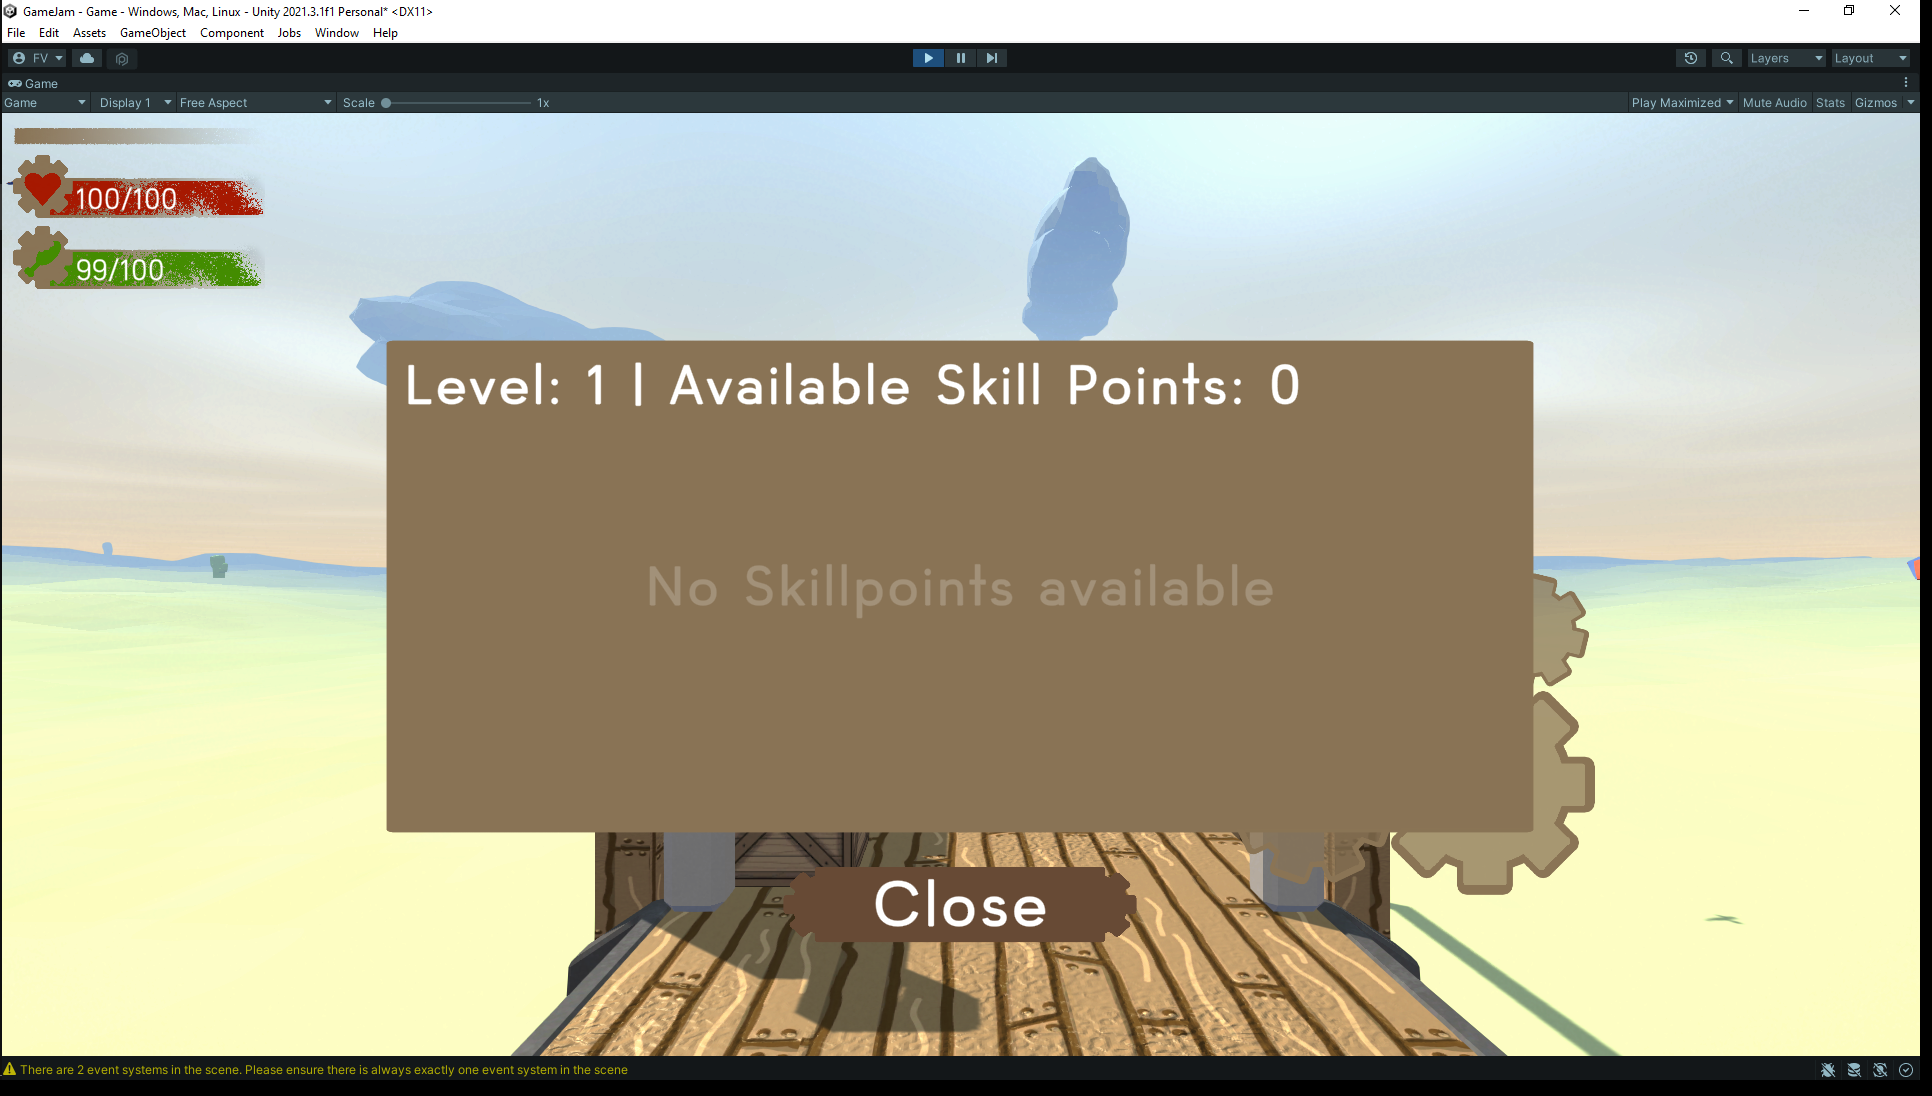 GameJam - Game - Windows, Mac, Linux - Unity 2021.3.1f1 Personal* <DX11>
File Edit Assets GameObject Component Jobs Window Help
FV Layers Layout
Game
Game Display 1 Free Aspect Scale 1x Play Maximized Mute Audio Stats Gizmos
100/100
99/100
Level: 1 | Available Skill Points: 0
No Skillpoints available
Close
There are 2 event systems in the scene. Please ensure there is always exactly one event system in the scene